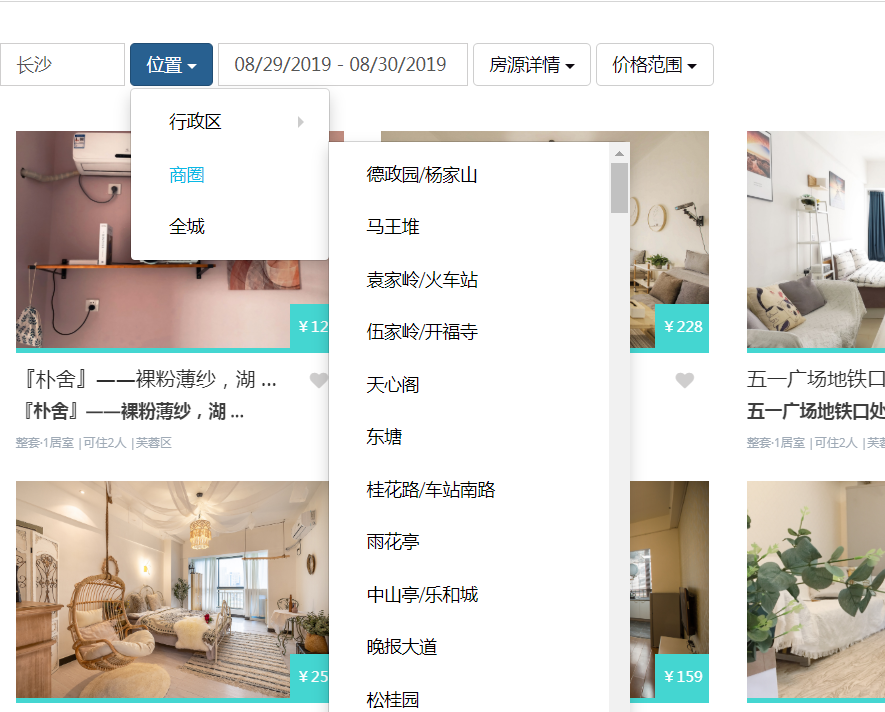 长沙
位置
08/29/2019 - 08/30/2019
房源详情
价格范围
行政区
商圈
全城
德政园/杨家山
马王堆
袁家岭/火车站
伍家岭/开福寺
天心阁
东塘
桂花路/车站南路
雨花亭
中山亭/乐和城
晚报大道
松桂园
¥12
¥228
『朴舍』——裸粉薄纱，湖 ...
『朴舍』——裸粉薄纱，湖 ...
整套·1居室 |可住2人 |芙蓉区
五一广场地铁口
五一广场地铁口处
整套·1居室 |可住2人 |芙
¥25
¥159